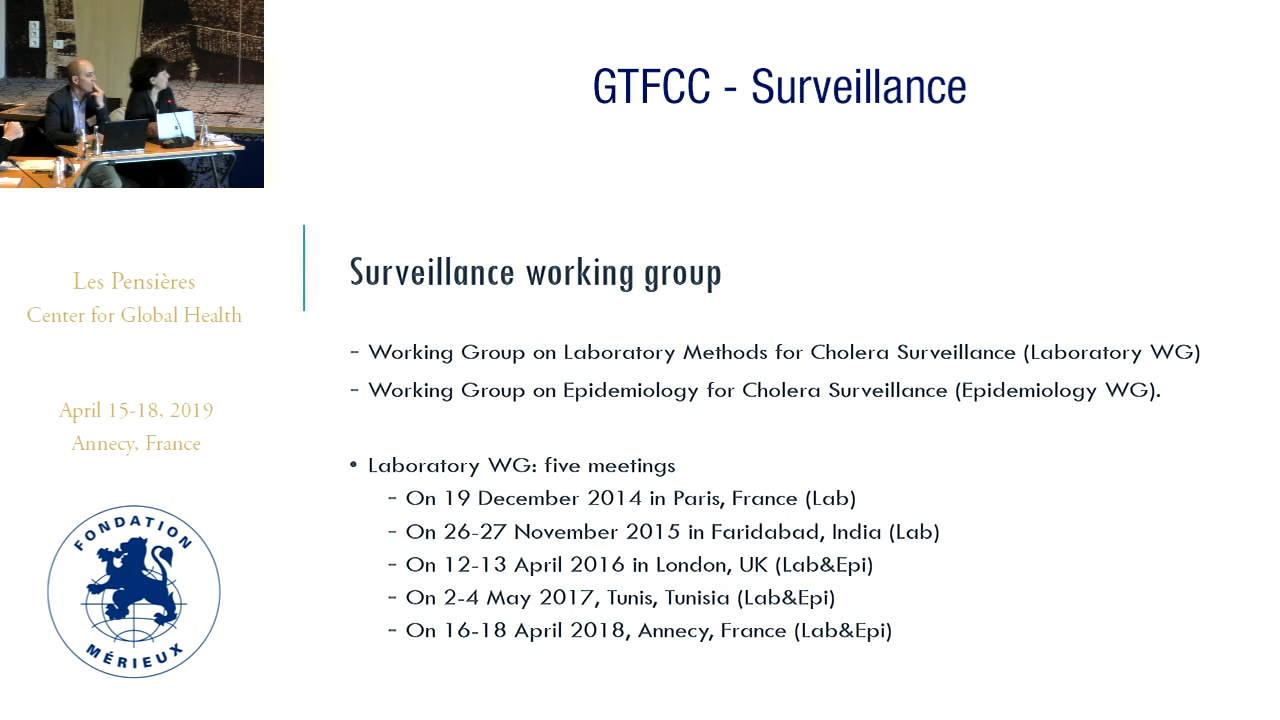 GTFCC - Surveillance
Les Pensières
Center for Global Health
April 15-18, 2019
Annecy, France
FONDATION
MÉRIEUX
Surveillance working group
- Working Group on Laboratory Methods for Cholera Surveillance (Laboratory WG)
- Working Group on Epidemiology for Cholera Surveillance (Epidemiology WG).
• Laboratory WG: five meetings
- On 19 December 2014 in Paris, France (Lab)
- On 26-27 November 2015 in Faridabad, India (Lab)
- On 12-13 April 2016 in London, UK (Lab&Epi)
- On 2-4 May 2017, Tunis, Tunisia (Lab&Epi)
- On 16-18 April 2018, Annecy, France (Lab&Epi)